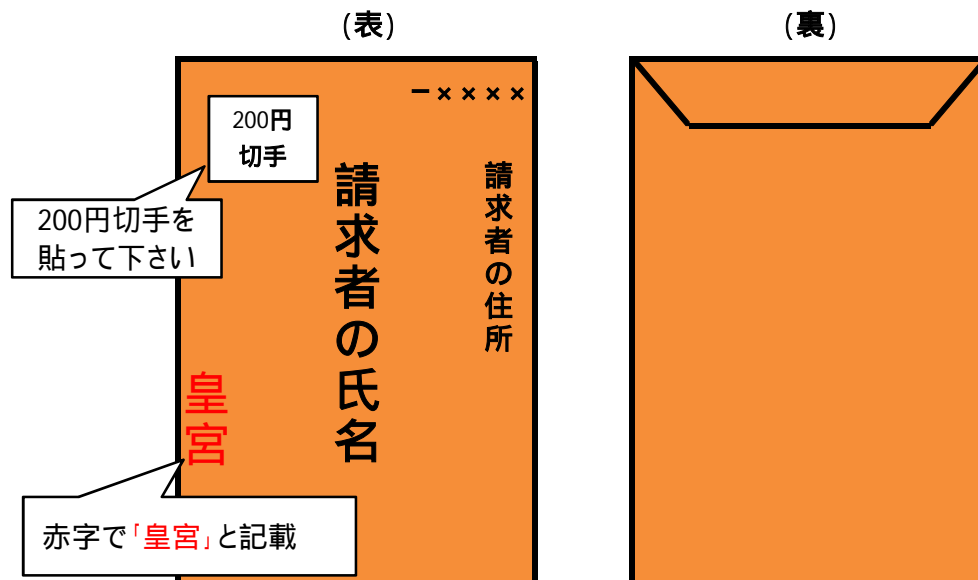 (表)
(裏)
－××××
200円
切手
200円切手を
貼って下さい
請求者の住所
請求者の氏名
皇宮
赤字で「皇宮」と記載